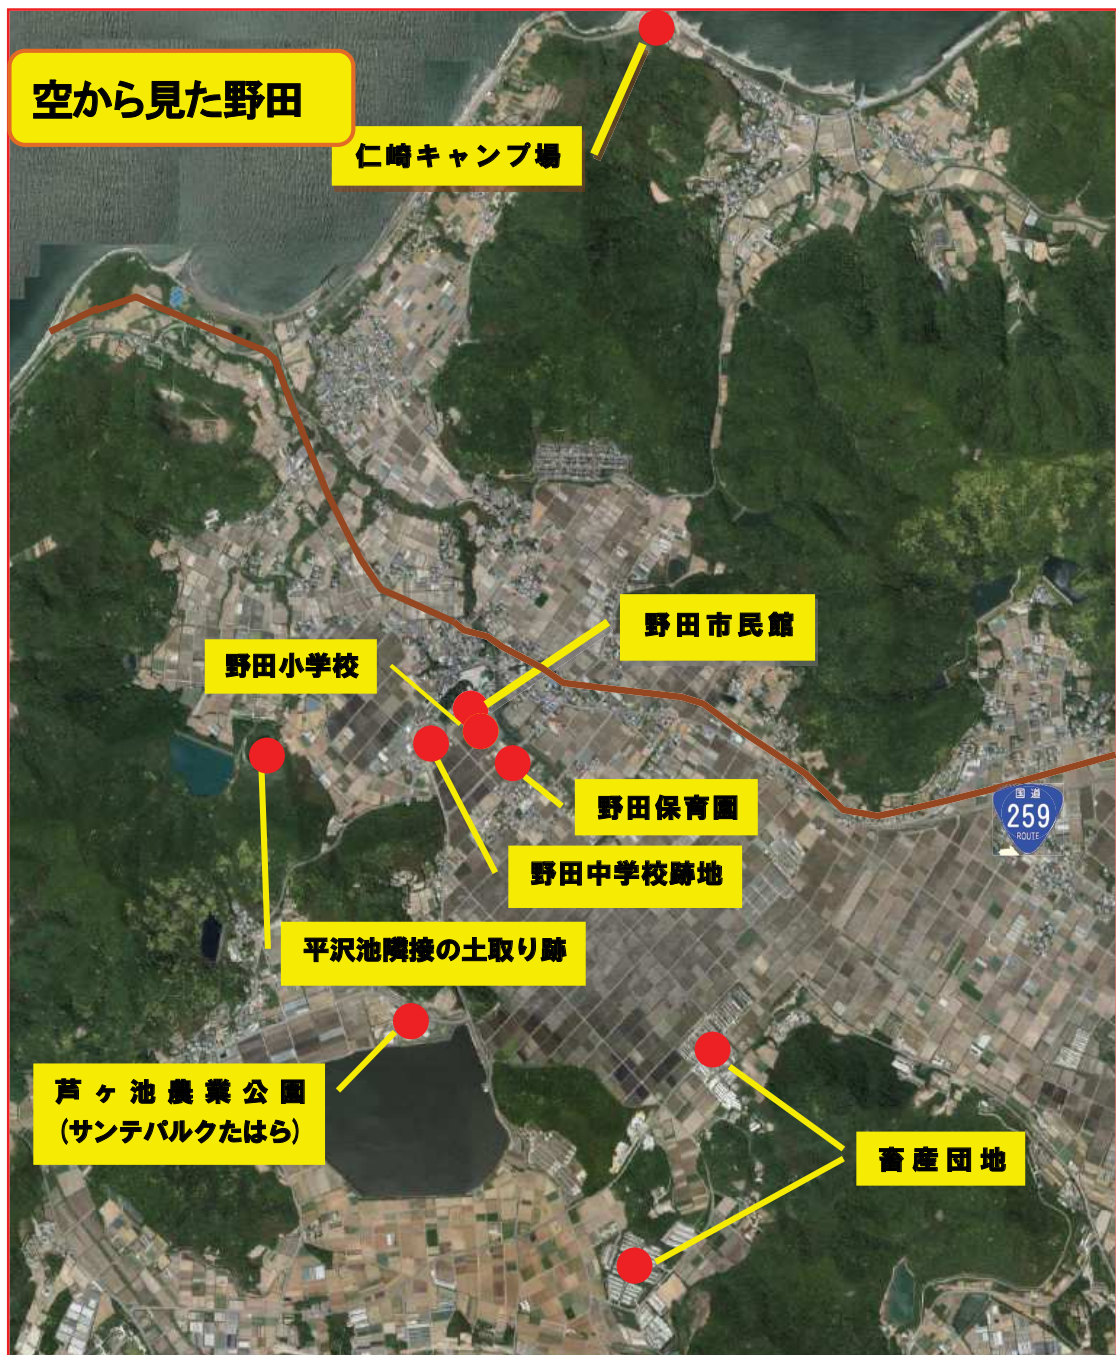 空から見た野田
仁崎キャンプ場
野田市民館
野田小学校
野田保育園
国道
259
ROUTE
野田中学校跡地
平沢池隣接の土取り跡
芦ヶ池農業公園
(サンテパルクたはら)
畜産団地